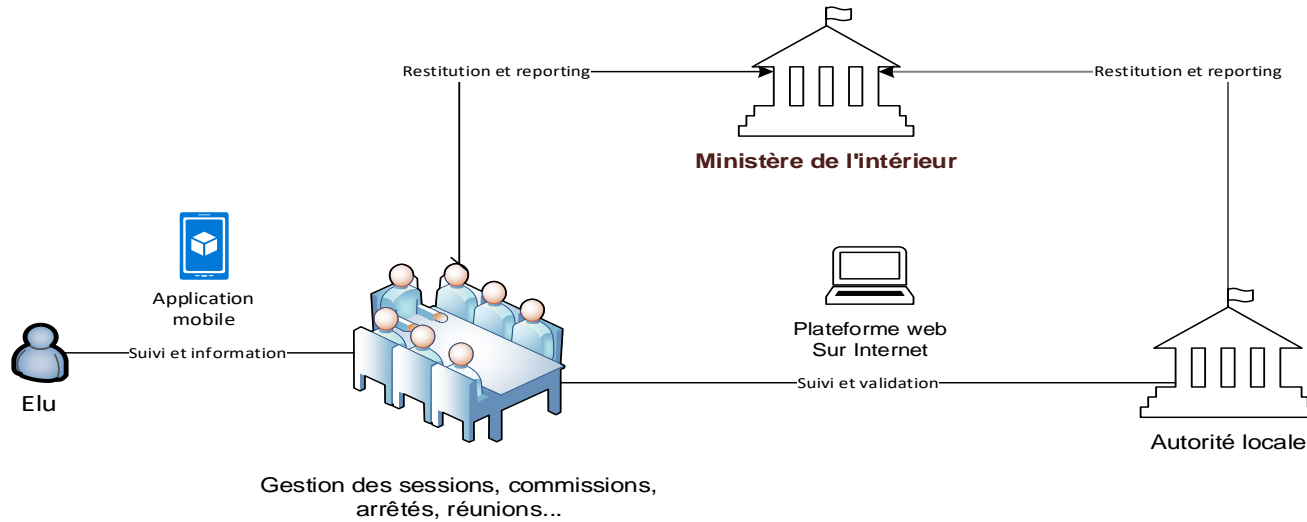 Restitution et reporting
Restitution et reporting
Ministère de l'intérieur
Application
mobile
Plateforme web
Sur Internet
Suivi et information
Suivi et validation
Elu
Autorité locale
Gestion des sessions, commissions,
arrêtés, réunions...